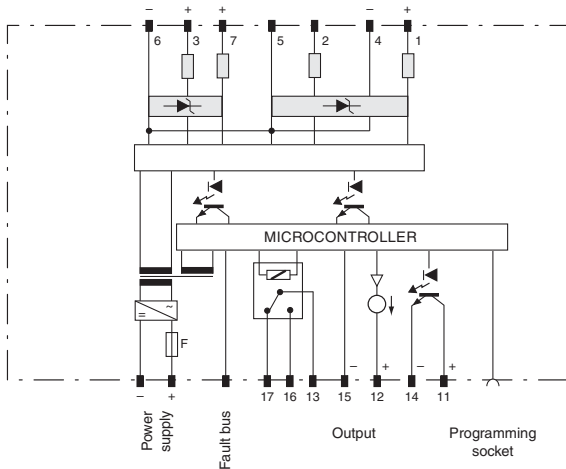 − + + − +
6 3 7 5 2 4 1
MICROCONTROLLER
= ~
F
− + − + − +
17 16 13 15 12 14 11
Power
supply
Fault bus
Output
Programming
socket